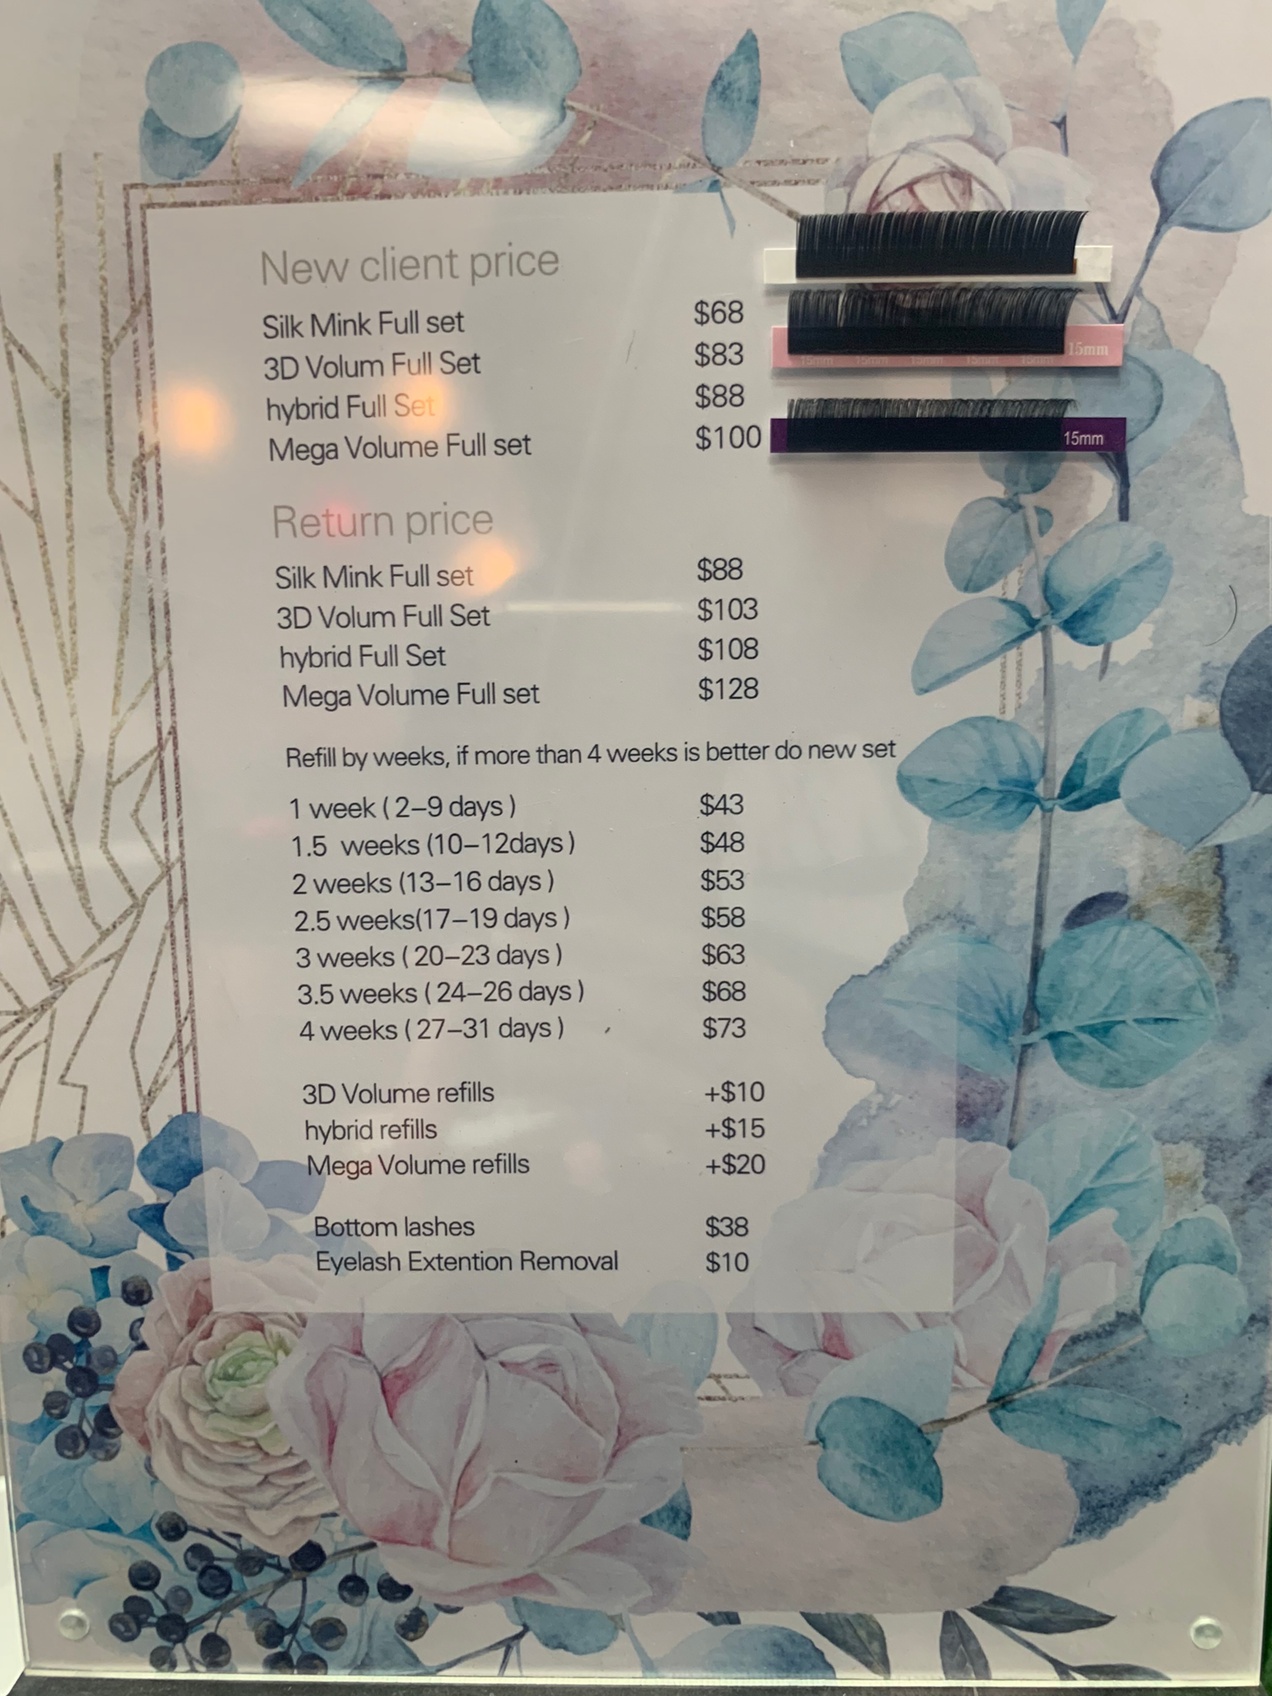 New client price
Silk Mink Full set $68
3D Volum Full Set $83
hybrid Full Set $88
Mega Volume Full set $100
15mm
15mm
Return price
Silk Mink Full set $88
3D Volum Full Set $103
hybrid Full Set $108
Mega Volume Full set $128
Refill by weeks, if more than 4 weeks is better do new set
1 week ( 2–9 days ) $43
1.5 weeks (10–12days ) $48
2 weeks (13–16 days ) $53
2.5 weeks(17–19 days ) $58
3 weeks ( 20–23 days ) $63
3.5 weeks ( 24–26 days ) $68
4 weeks ( 27–31 days ) $73
3D Volume refills +$10
hybrid refills +$15
Mega Volume refills +$20
Bottom lashes $38
Eyelash Extention Removal $10